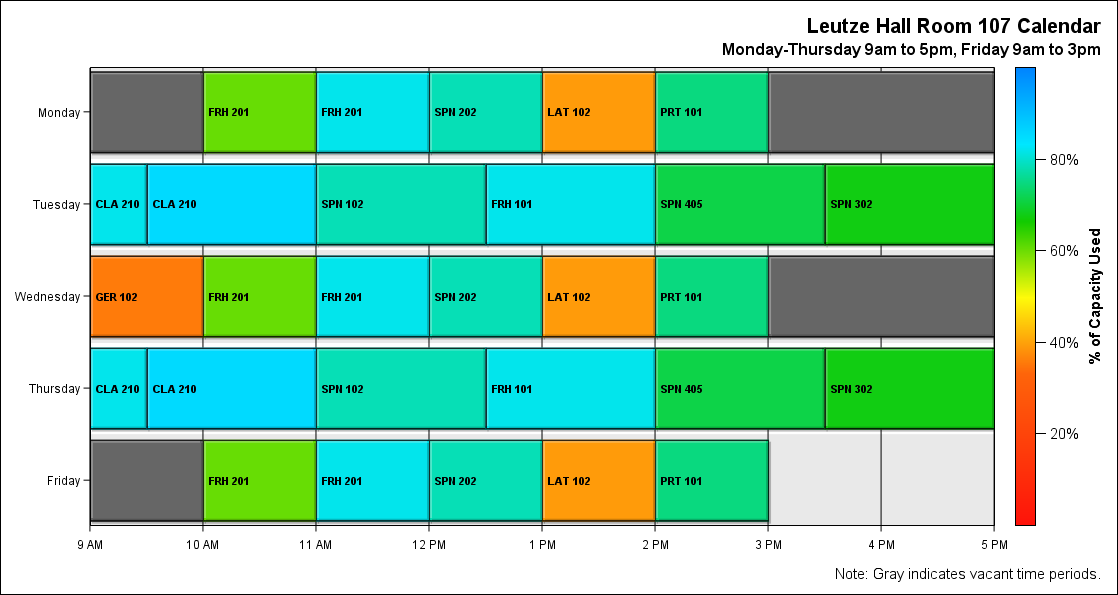 Leutze Hall Room 107 Calendar
Monday-Thursday 9am to 5pm, Friday 9am to 3pm
Monday FRH 201 FRH 201 SPN 202 LAT 102 PRT 101
Tuesday CLA 210 CLA 210 SPN 102 FRH 101 SPN 405 SPN 302
Wednesday GER 102 FRH 201 FRH 201 SPN 202 LAT 102 PRT 101
Thursday CLA 210 CLA 210 SPN 102 FRH 101 SPN 405 SPN 302
Friday FRH 201 FRH 201 SPN 202 LAT 102 PRT 101
9 AM 10 AM 11 AM 12 PM 1 PM 2 PM 3 PM 4 PM 5 PM
80%
60%
40%
20%
% of Capacity Used
Note: Gray indicates vacant time periods.